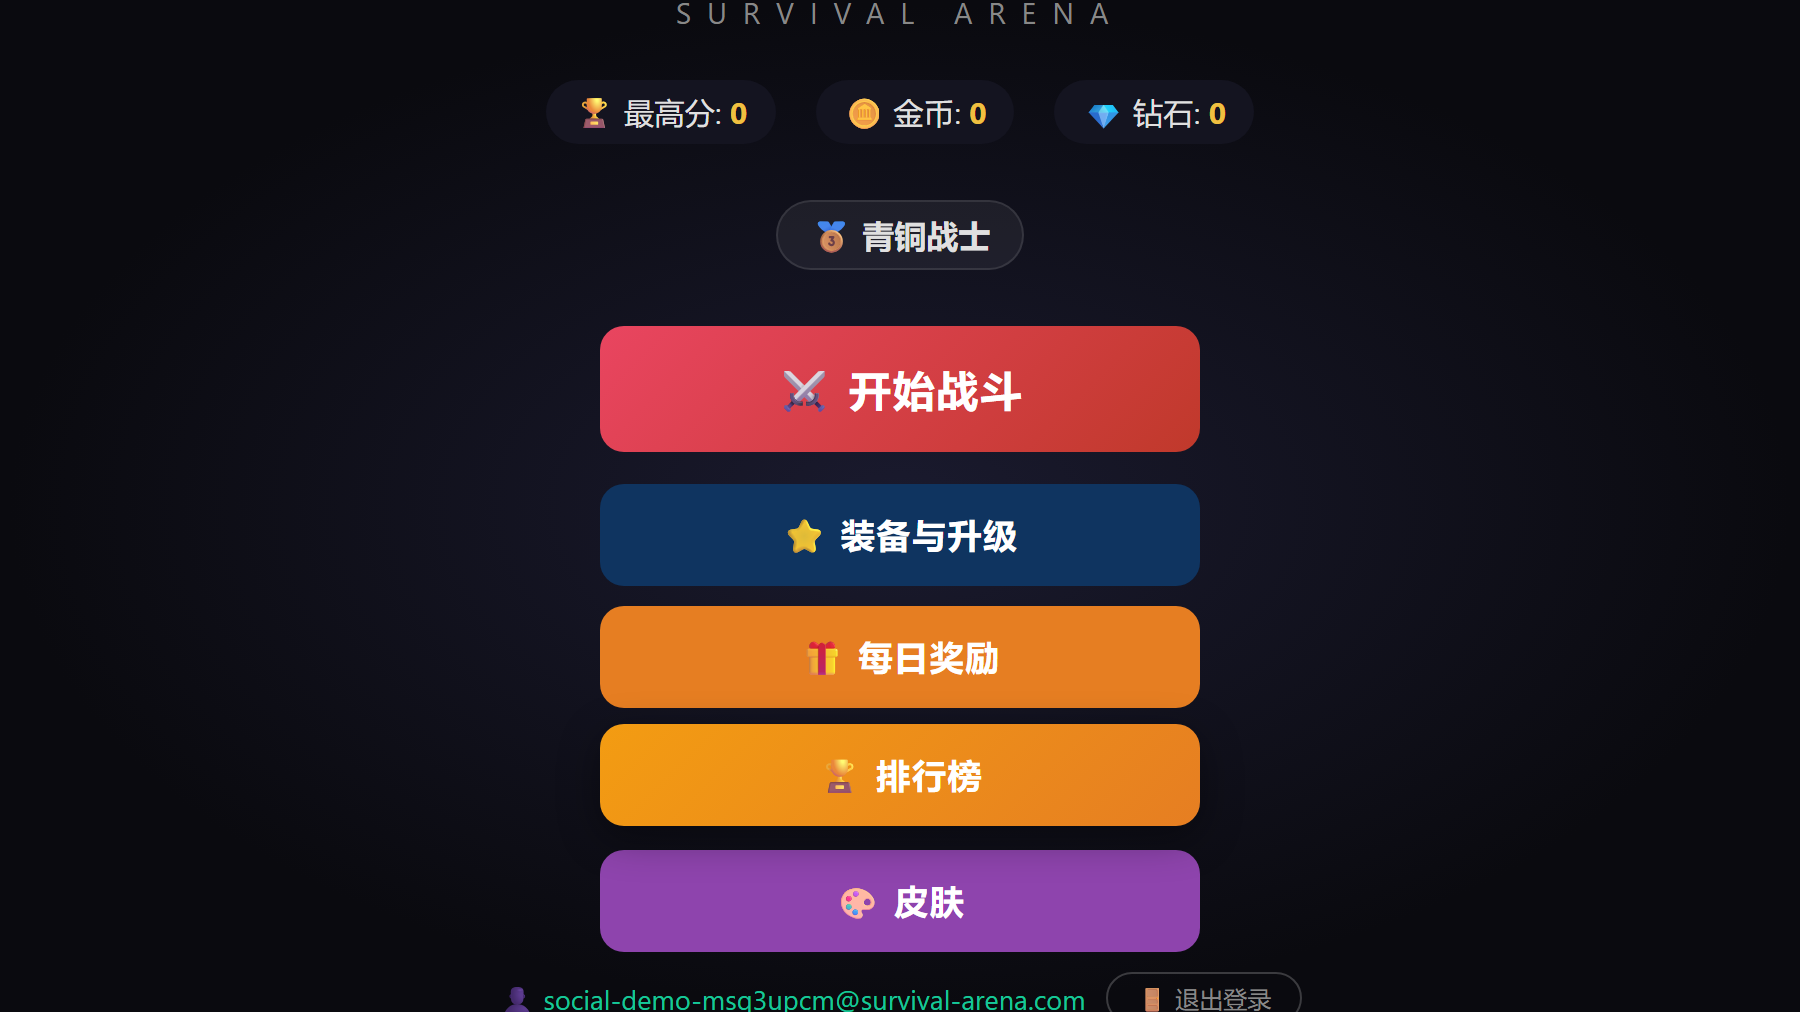 SURVIVAL ARENA
最高分: 0 金币: 0 钻石: 0
青铜战士
开始战斗
装备与升级
每日奖励
排行榜
皮肤
social-demo-msq3upcm@survival-arena.com 退出登录